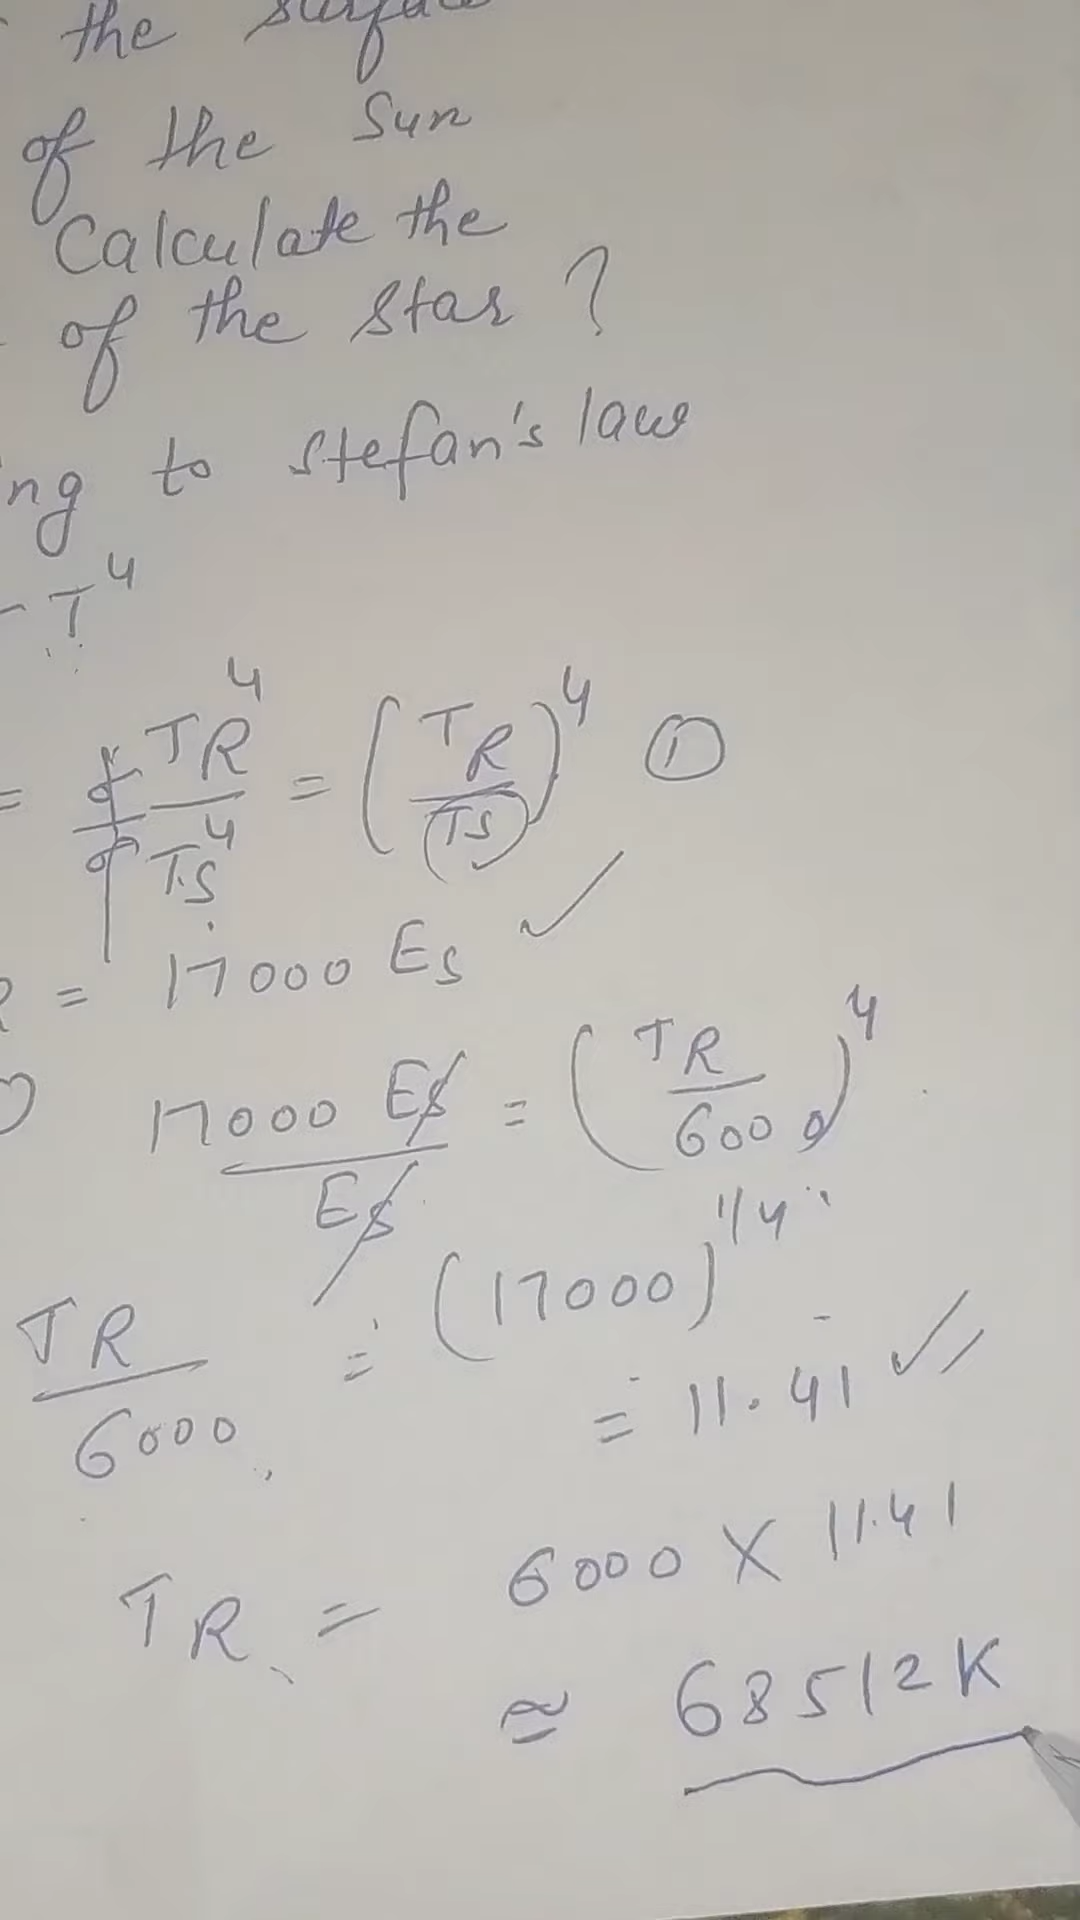 the surface
of the Sun
Calculate the
of the star ?
ng to Stefan's law
T⁴
= σ TR⁴ / σ TS⁴ = (TR / TS)⁴ ①
= 17000 ES ✓
17000 ES / ES = (TR / 6000)⁴
TR / 6000 = (17000)^1/4
= 11.41 ✓
TR = 6000 X 11.41
≈ 68512K